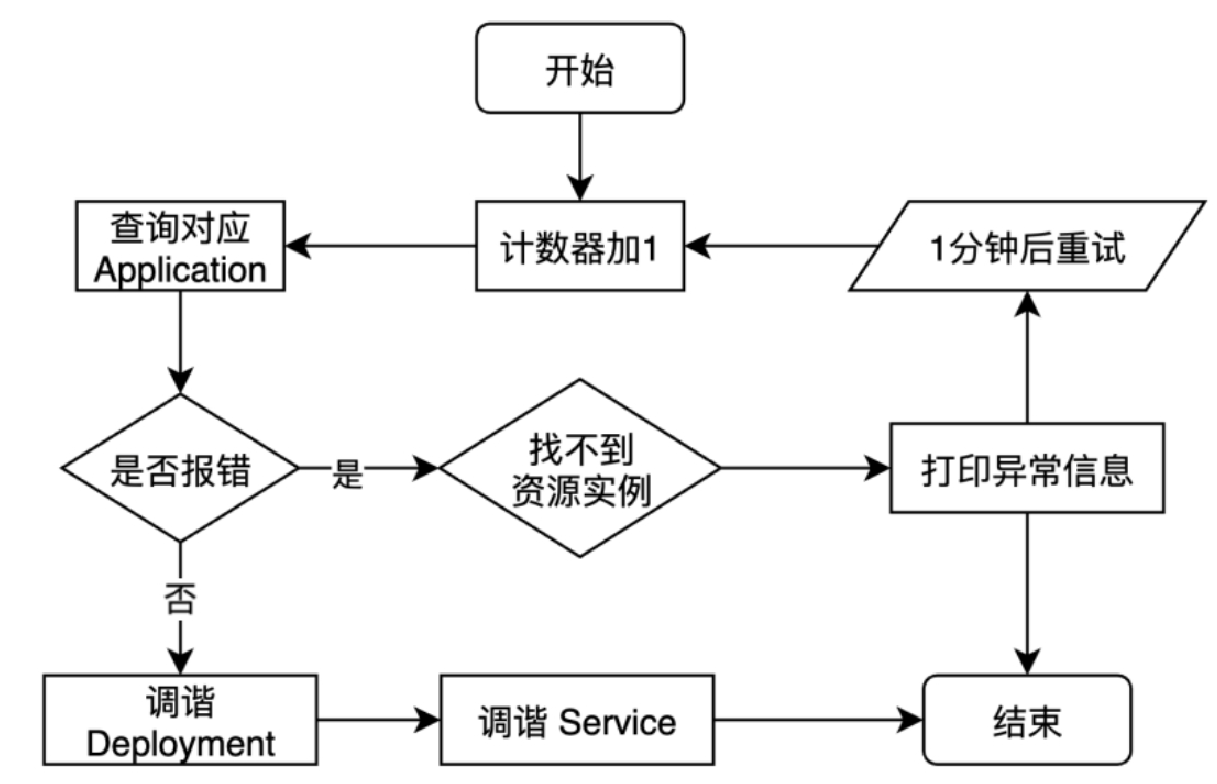 开始
查询对应
Application
计数器加1
1分钟后重试
是否报错
是
找不到
资源实例
打印异常信息
否
调谐
Deployment
调谐 Service
结束